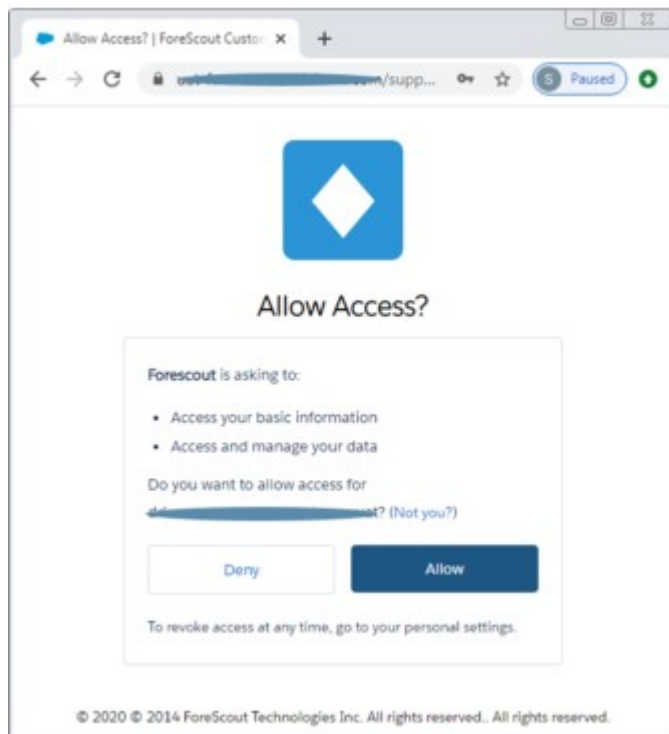 Allow Access? | ForeScout Custor
/supp...
S Paused
Allow Access?
Forescout is asking to:
• Access your basic information
• Access and manage your data
Do you want to allow access for
? (Not you?)
Deny Allow
To revoke access at any time, go to your personal settings.
© 2020 © 2014 ForeScout Technologies Inc. All rights reserved.. All rights reserved.